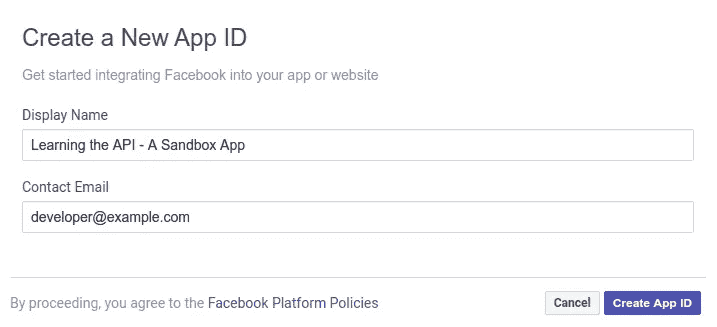 Create a New App ID
Get started integrating Facebook into your app or website
Display Name
Learning the API - A Sandbox App
Contact Email
developer@example.com
By proceeding, you agree to the Facebook Platform Policies
Cancel
Create App ID